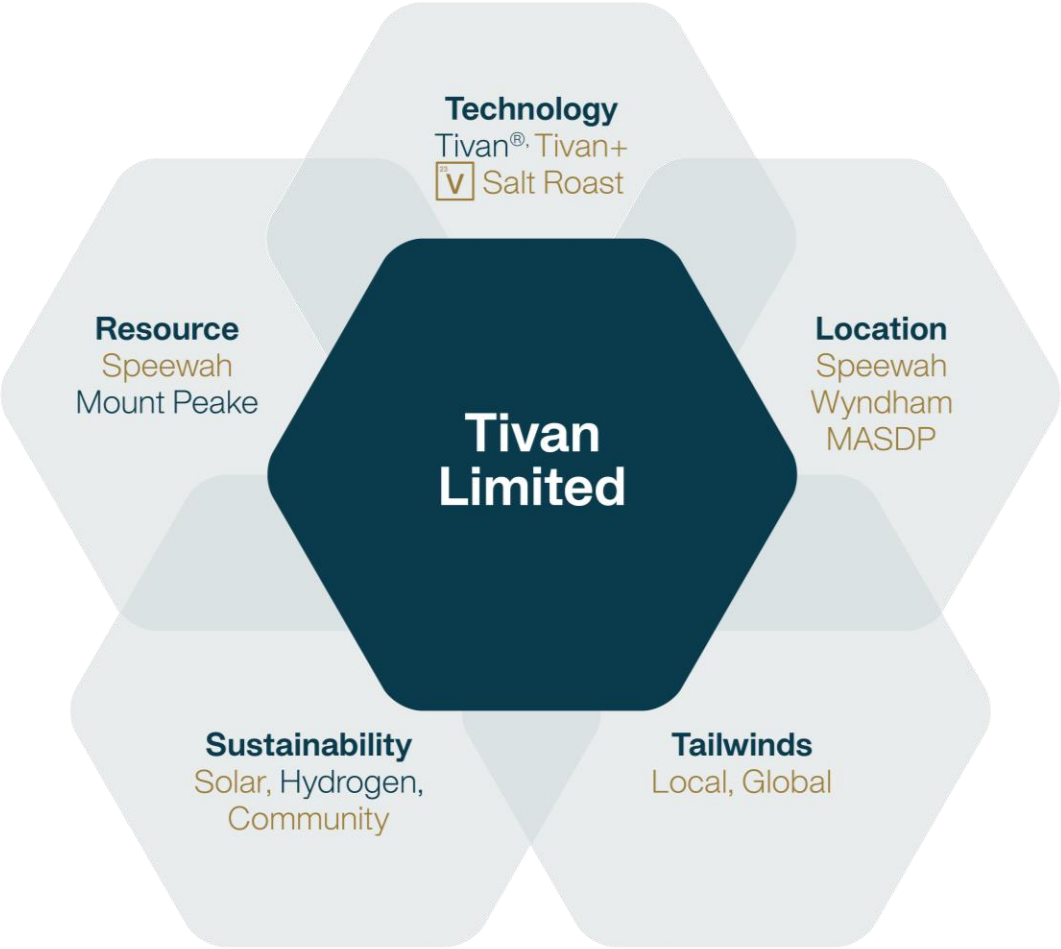 Technology
Tivan®, Tivan+
23 V Salt Roast
Resource
Speewah
Mount Peake
Location
Speewah
Wyndham
MASDP
Tivan
Limited
Sustainability
Solar, Hydrogen,
Community
Tailwinds
Local, Global